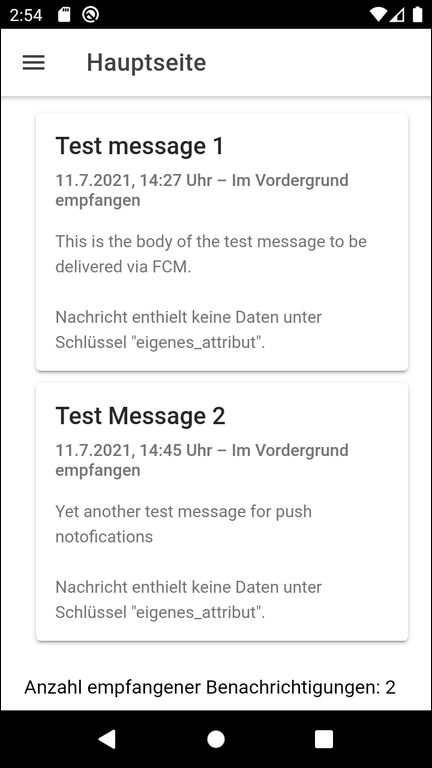 2:54
Hauptseite
Test message 1
11.7.2021, 14:27 Uhr – Im Vordergrund
empfangen
This is the body of the test message to be
delivered via FCM.
Nachricht enthielt keine Daten unter
Schlüssel "eigenes_attribut".
Test Message 2
11.7.2021, 14:45 Uhr – Im Vordergrund
empfangen
Yet another test message for push
notofications
Nachricht enthielt keine Daten unter
Schlüssel "eigenes_attribut".
Anzahl empfangener Benachrichtigungen: 2